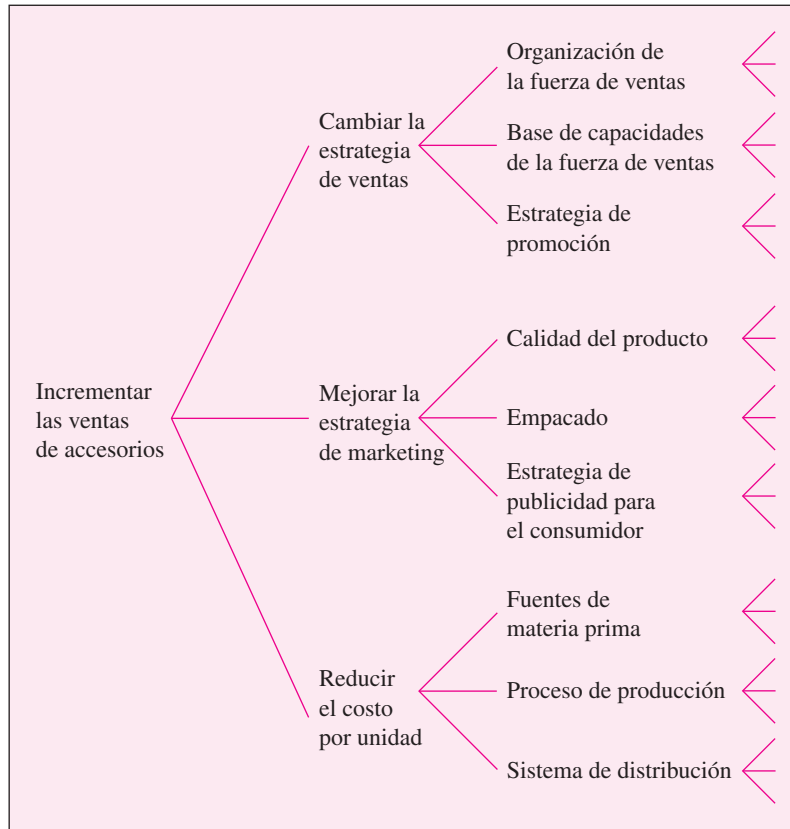 Incrementar
las ventas
de accesorios
Cambiar la
estrategia
de ventas
Organización de
la fuerza de ventas
Base de capacidades
de la fuerza de ventas
Estrategia de
promoción
Mejorar la
estrategia
de marketing
Calidad del producto
Empacado
Estrategia de
publicidad para
el consumidor
Reducir
el costo
por unidad
Fuentes de
materia prima
Proceso de producción
Sistema de distribución